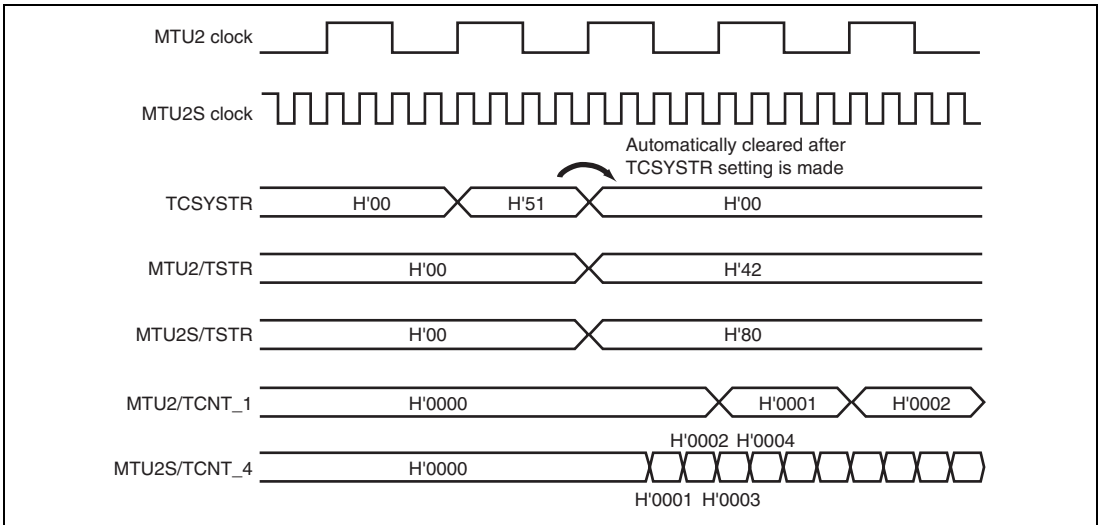 MTU2 clock
MTU2S clock
Automatically cleared after
TCSYSTR setting is made
TCSYSTR H'00 H'51 H'00
MTU2/TSTR H'00 H'42
MTU2S/TSTR H'00 H'80
MTU2/TCNT_1 H'0000 H'0001 H'0002
H'0002 H'0004
MTU2S/TCNT_4 H'0000
H'0001 H'0003